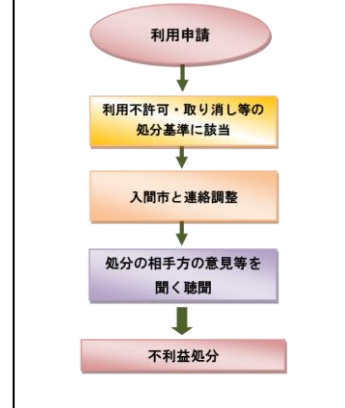 利用申請
利用不許可・取り消し等の
処分基準に該当
入間市と連絡調整
処分の相手方の意見等を
聞く聴聞
不利益処分